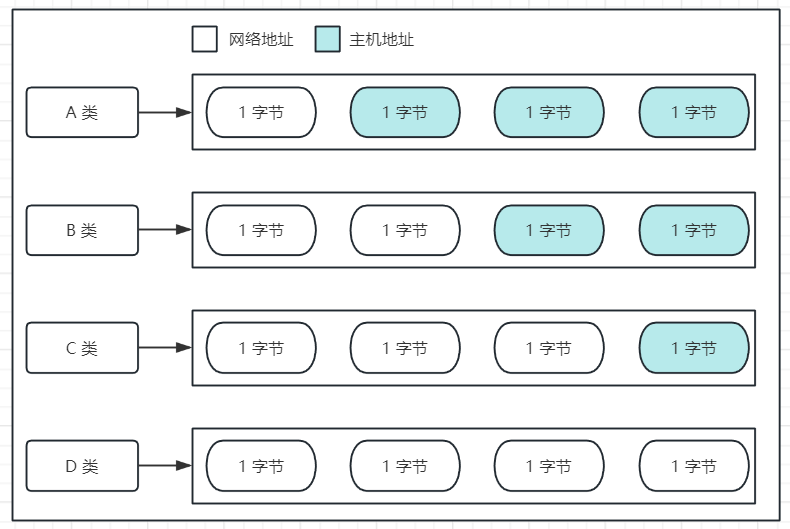 网络地址 主机地址
A 类 1 字节 1 字节 1 字节 1 字节
B 类 1 字节 1 字节 1 字节 1 字节
C 类 1 字节 1 字节 1 字节 1 字节
D 类 1 字节 1 字节 1 字节 1 字节